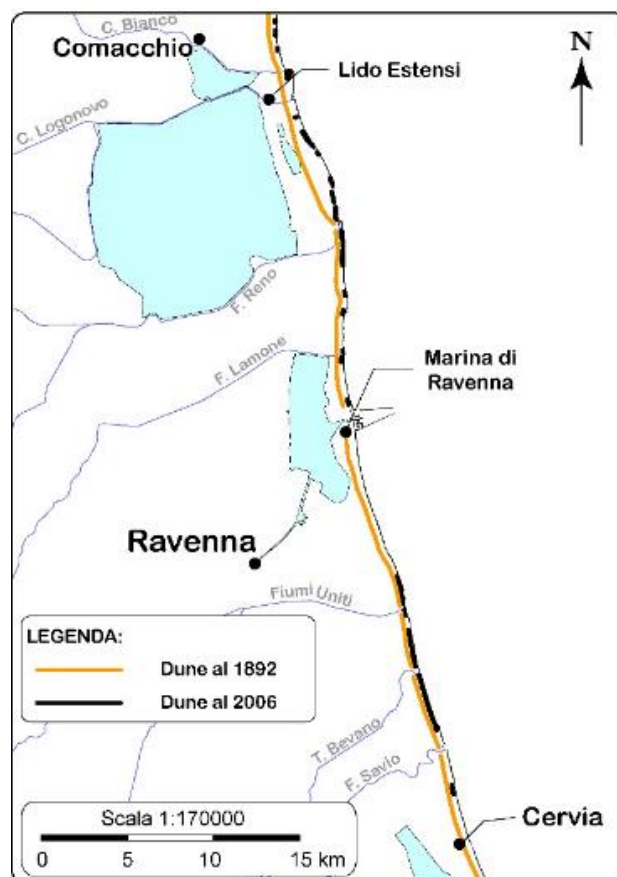 C. Bianco
Comacchio
N
Lido Estensi
C. Logonovo
F. Reno
F. Lamone
Marina di
Ravenna
Ravenna
Fiumi Uniti
LEGENDA:
Dune al 1892
Dune al 2006
T. Bevano
F. Savio
Scala 1:170000
0 5 10 15 km
Cervia